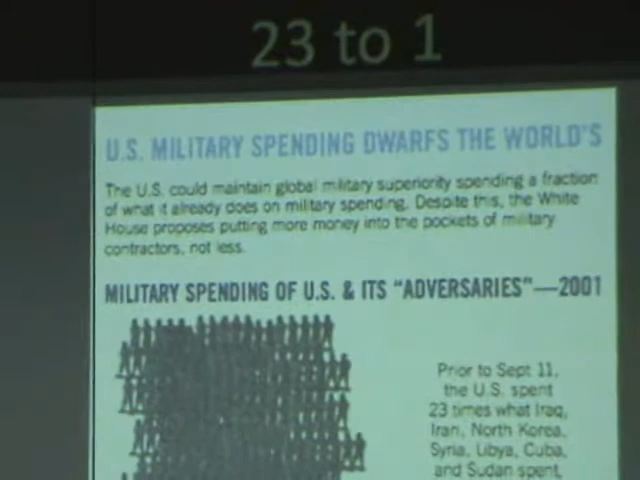 23 to 1
U.S. MILITARY SPENDING DWARFS THE WORLD'S
The U.S. could maintain global military superiority spending a fraction
of what it already does on military spending. Despite this, the White
House proposes putting more money into the pockets of military
contractors, not less.
MILITARY SPENDING OF U.S. & ITS "ADVERSARIES"—2001
Prior to Sept 11,
the U.S. spent
23 times what Iraq,
Iran, North Korea,
Syria, Libya, Cuba,
and Sudan spent,